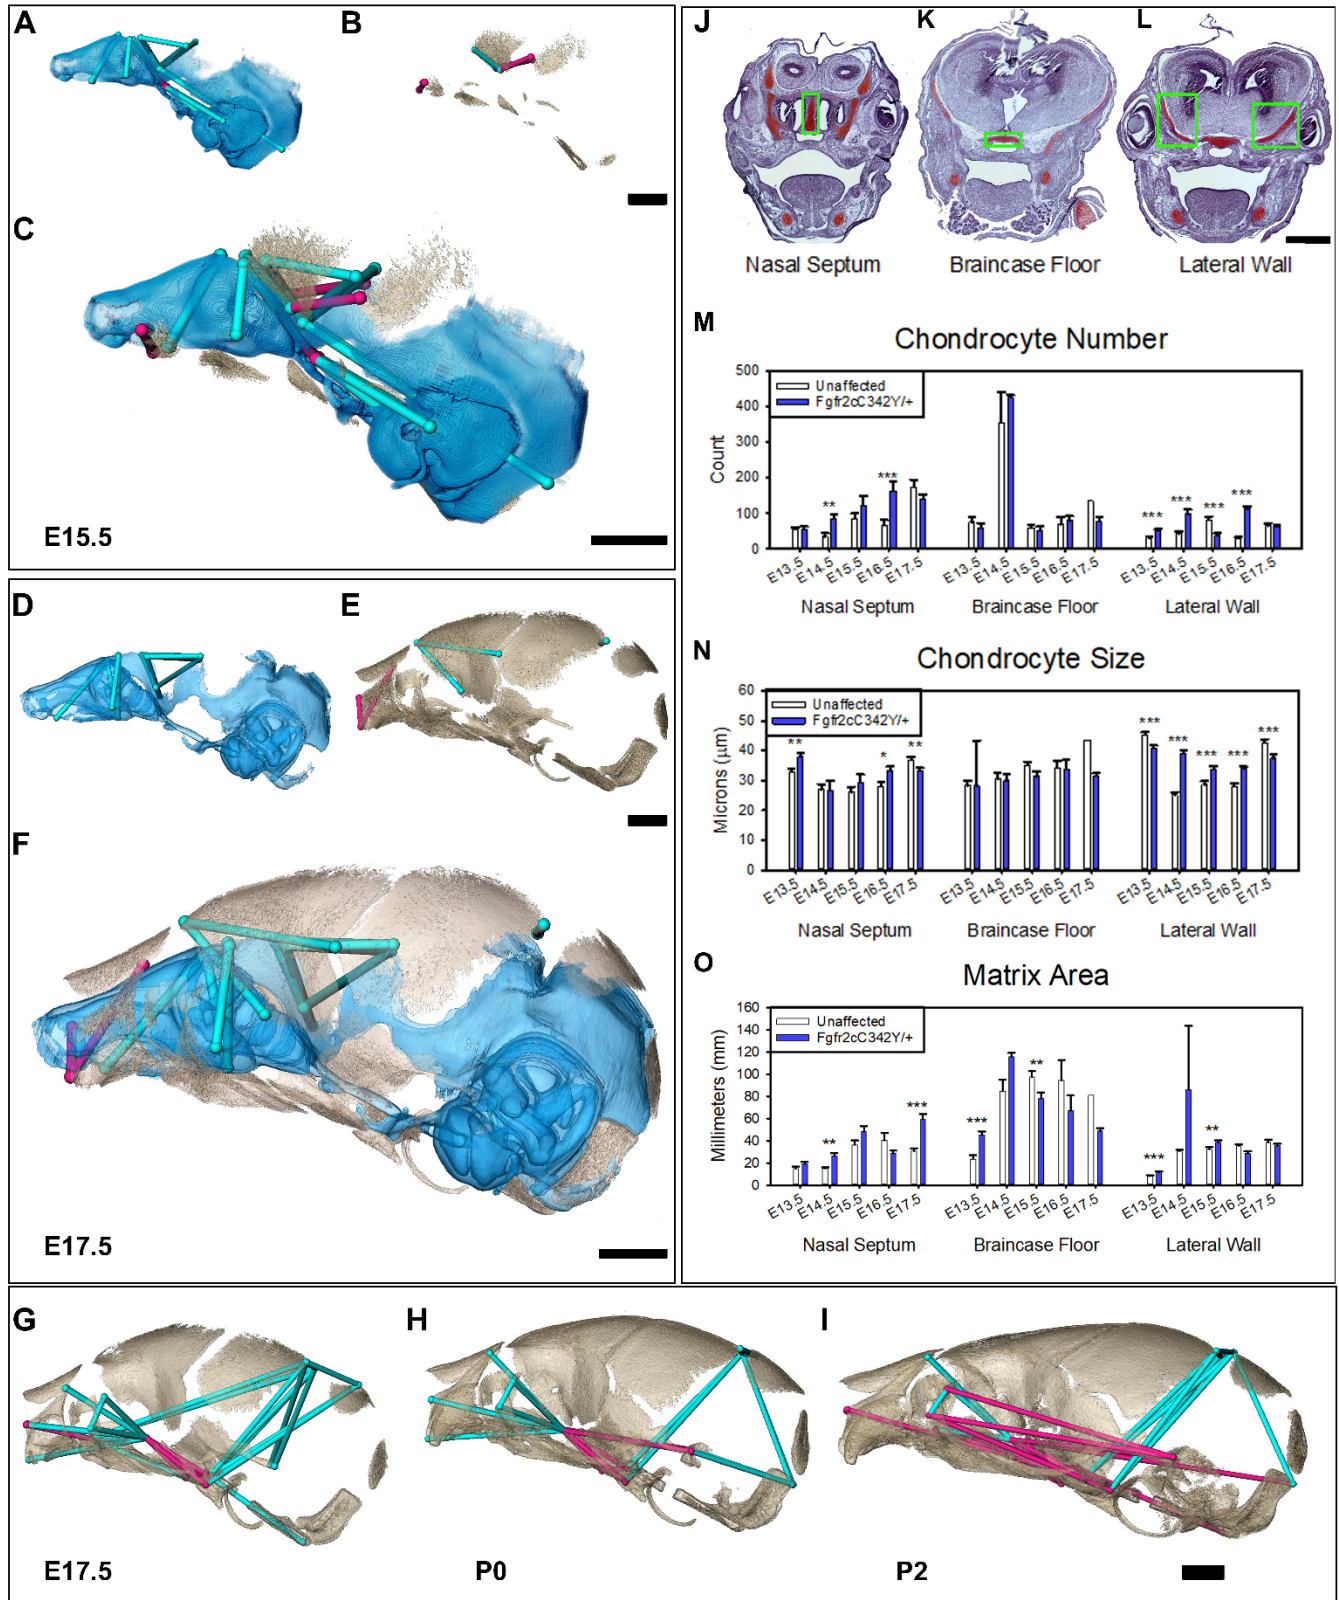 A
B
C
E15.5
D
E
F
E17.5
J
K
L
Nasal Septum
Braincase Floor
Lateral Wall
M
Chondrocyte Number
500
400
300
200
100
0
Count
Unaffected
Fgfr2cC342Y/+
** *** *** *** *** ***
E13.5 E14.5 E15.5 E16.5 E17.5 E13.5 E14.5 E15.5 E16.5 E17.5 E13.5 E14.5 E15.5 E16.5 E17.5
Nasal Septum Braincase Floor Lateral Wall
N
Chondrocyte Size
60
50
40
30
20
10
0
Microns (μm)
Unaffected
Fgfr2cC342Y/+
** * ** *** *** *** *** ***
E13.5 E14.5 E15.5 E16.5 E17.5 E13.5 E14.5 E15.5 E16.5 E17.5 E13.5 E14.5 E15.5 E16.5 E17.5
Nasal Septum Braincase Floor Lateral Wall
O
Matrix Area
160
140
120
100
80
60
40
20
0
Millimeters (mm)
Unaffected
Fgfr2cC342Y/+
** *** *** ** *** **
E13.5 E14.5 E15.5 E16.5 E17.5 E13.5 E14.5 E15.5 E16.5 E17.5 E13.5 E14.5 E15.5 E16.5 E17.5
Nasal Septum Braincase Floor Lateral Wall
G
H
I
E17.5
P0
P2